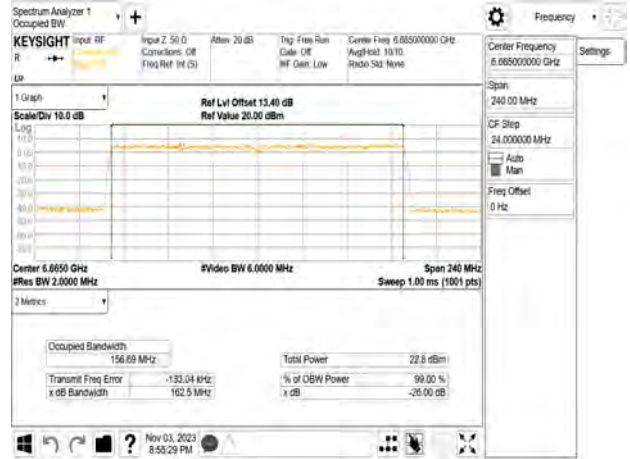 Spectrum Analyzer 1
Occupied BW
+
Frequency
KEYSIGHT Input: RF
Input Z: 50 Ω
Atten: 20 dB
Trig: Free Run
Center Freq: 6.665000000 GHz
R
Corrections: Off
Gate: Off
Avg|Hold: 10/10
Freq Ref: Int (S)
#IF Gain: Low
Radio Std: None
Center Frequency
6.665000000 GHz
Settings
Span
240.00 MHz
CF Step
24.000000 MHz
Auto
Man
Freq Offset
0 Hz
1 Graph
Ref Lvl Offset 13.40 dB
Scale/Div 10.0 dB
Ref Value 20.00 dBm
Log
10.0
0.00
Center 6.6650 GHz
#Video BW 6.0000 MHz
Span 240 MHz
#Res BW 2.0000 MHz
Sweep 1.00 ms (1001 pts)
2 Metrics
Occupied Bandwidth
156.69 MHz
Total Power
22.8 dBm
Transmit Freq Error
-133.04 kHz
% of OBW Power
99.00 %
x dB Bandwidth
162.5 MHz
x dB
-26.00 dB
?
Nov 03, 2023
8:55:29 PM